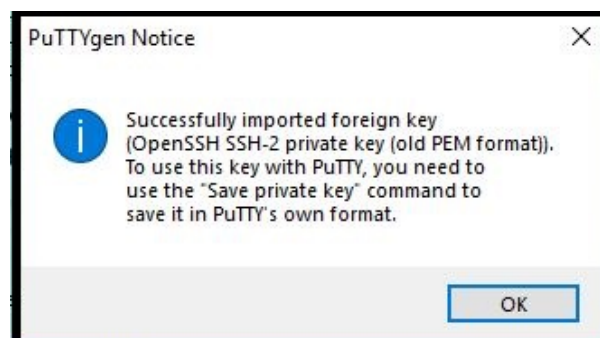 PuTTYgen Notice
Successfully imported foreign key
(OpenSSH SSH-2 private key (old PEM format)).
To use this key with PuTTY, you need to
use the "Save private key" command to
save it in PuTTY's own format.
OK